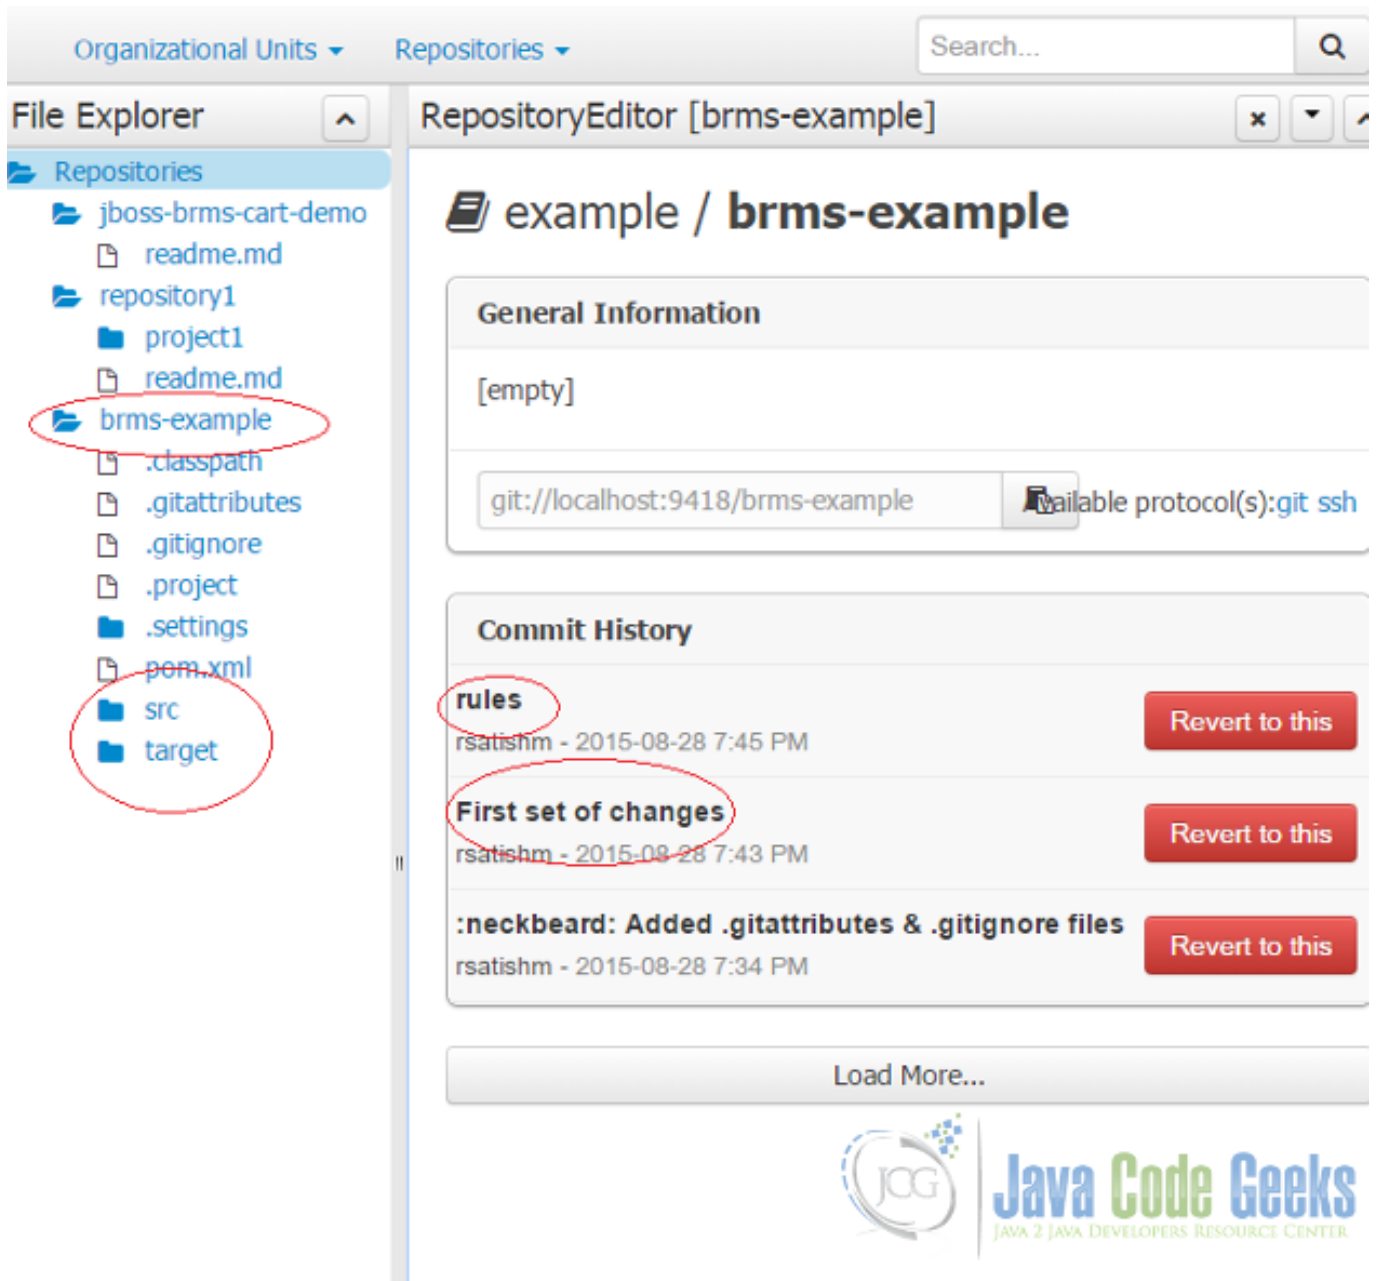 Organizational Units
Repositories
Search...
File Explorer
RepositoryEditor [brms-example]
Repositories
jboss-brms-cart-demo
readme.md
repository1
project1
readme.md
brms-example
.classpath
.gitattributes
.gitignore
.project
.settings
pom.xml
src
target
example / brms-example
General Information
[empty]
git://localhost:9418/brms-example
vailable protocol(s):git ssh
Commit History
rules
Revert to this
rsatishm - 2015-08-28 7:45 PM
First set of changes
Revert to this
rsatishm - 2015-08-28 7:43 PM
:neckbeard: Added .gitattributes & .gitignore files
Revert to this
rsatishm - 2015-08-28 7:34 PM
Load More...
JCG
Java Code Geeks
JAVA 2 JAVA DEVELOPERS RESOURCE CENTER